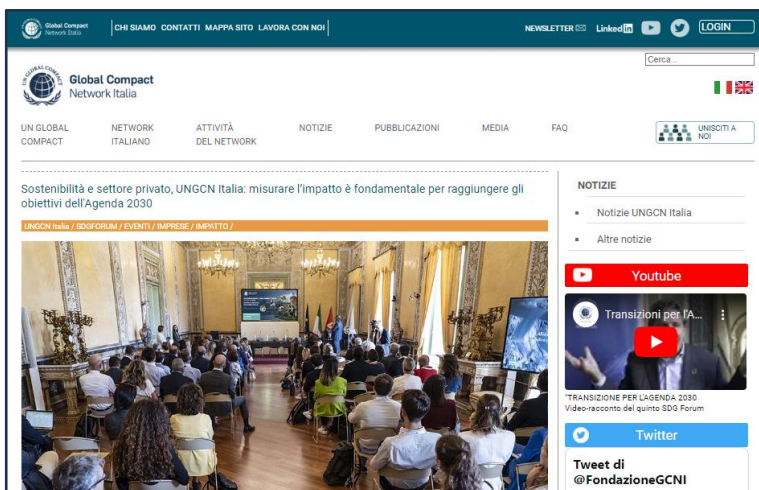 Global Compact
Network Italia
CHI SIAMO CONTATTI MAPPA SITO LAVORA CON NOI
NEWSLETTER
Linked in
LOGIN
Cerca...
Global Compact
Network Italia
UN GLOBAL
COMPACT
NETWORK
ITALIANO
ATTIVITÀ
DEL NETWORK
NOTIZIE
PUBBLICAZIONI
MEDIA
FAQ
UNISCITI A
NOI
Sostenibilità e settore privato, UNGCN Italia: misurare l'impatto è fondamentale per raggiungere gli
obiettivi dell'Agenda 2030
UNGCN Italia / SDGFORUM / EVENTI / IMPRESE / IMPATTO /
NOTIZIE
Notizie UNGCN Italia
Altre notizie
Youtube
Transizioni per l'A...
"TRANSIZIONE PER L'AGENDA 2030
Video-racconto del quinto SDG Forum
Twitter
Tweet di
@FondazioneGCNI